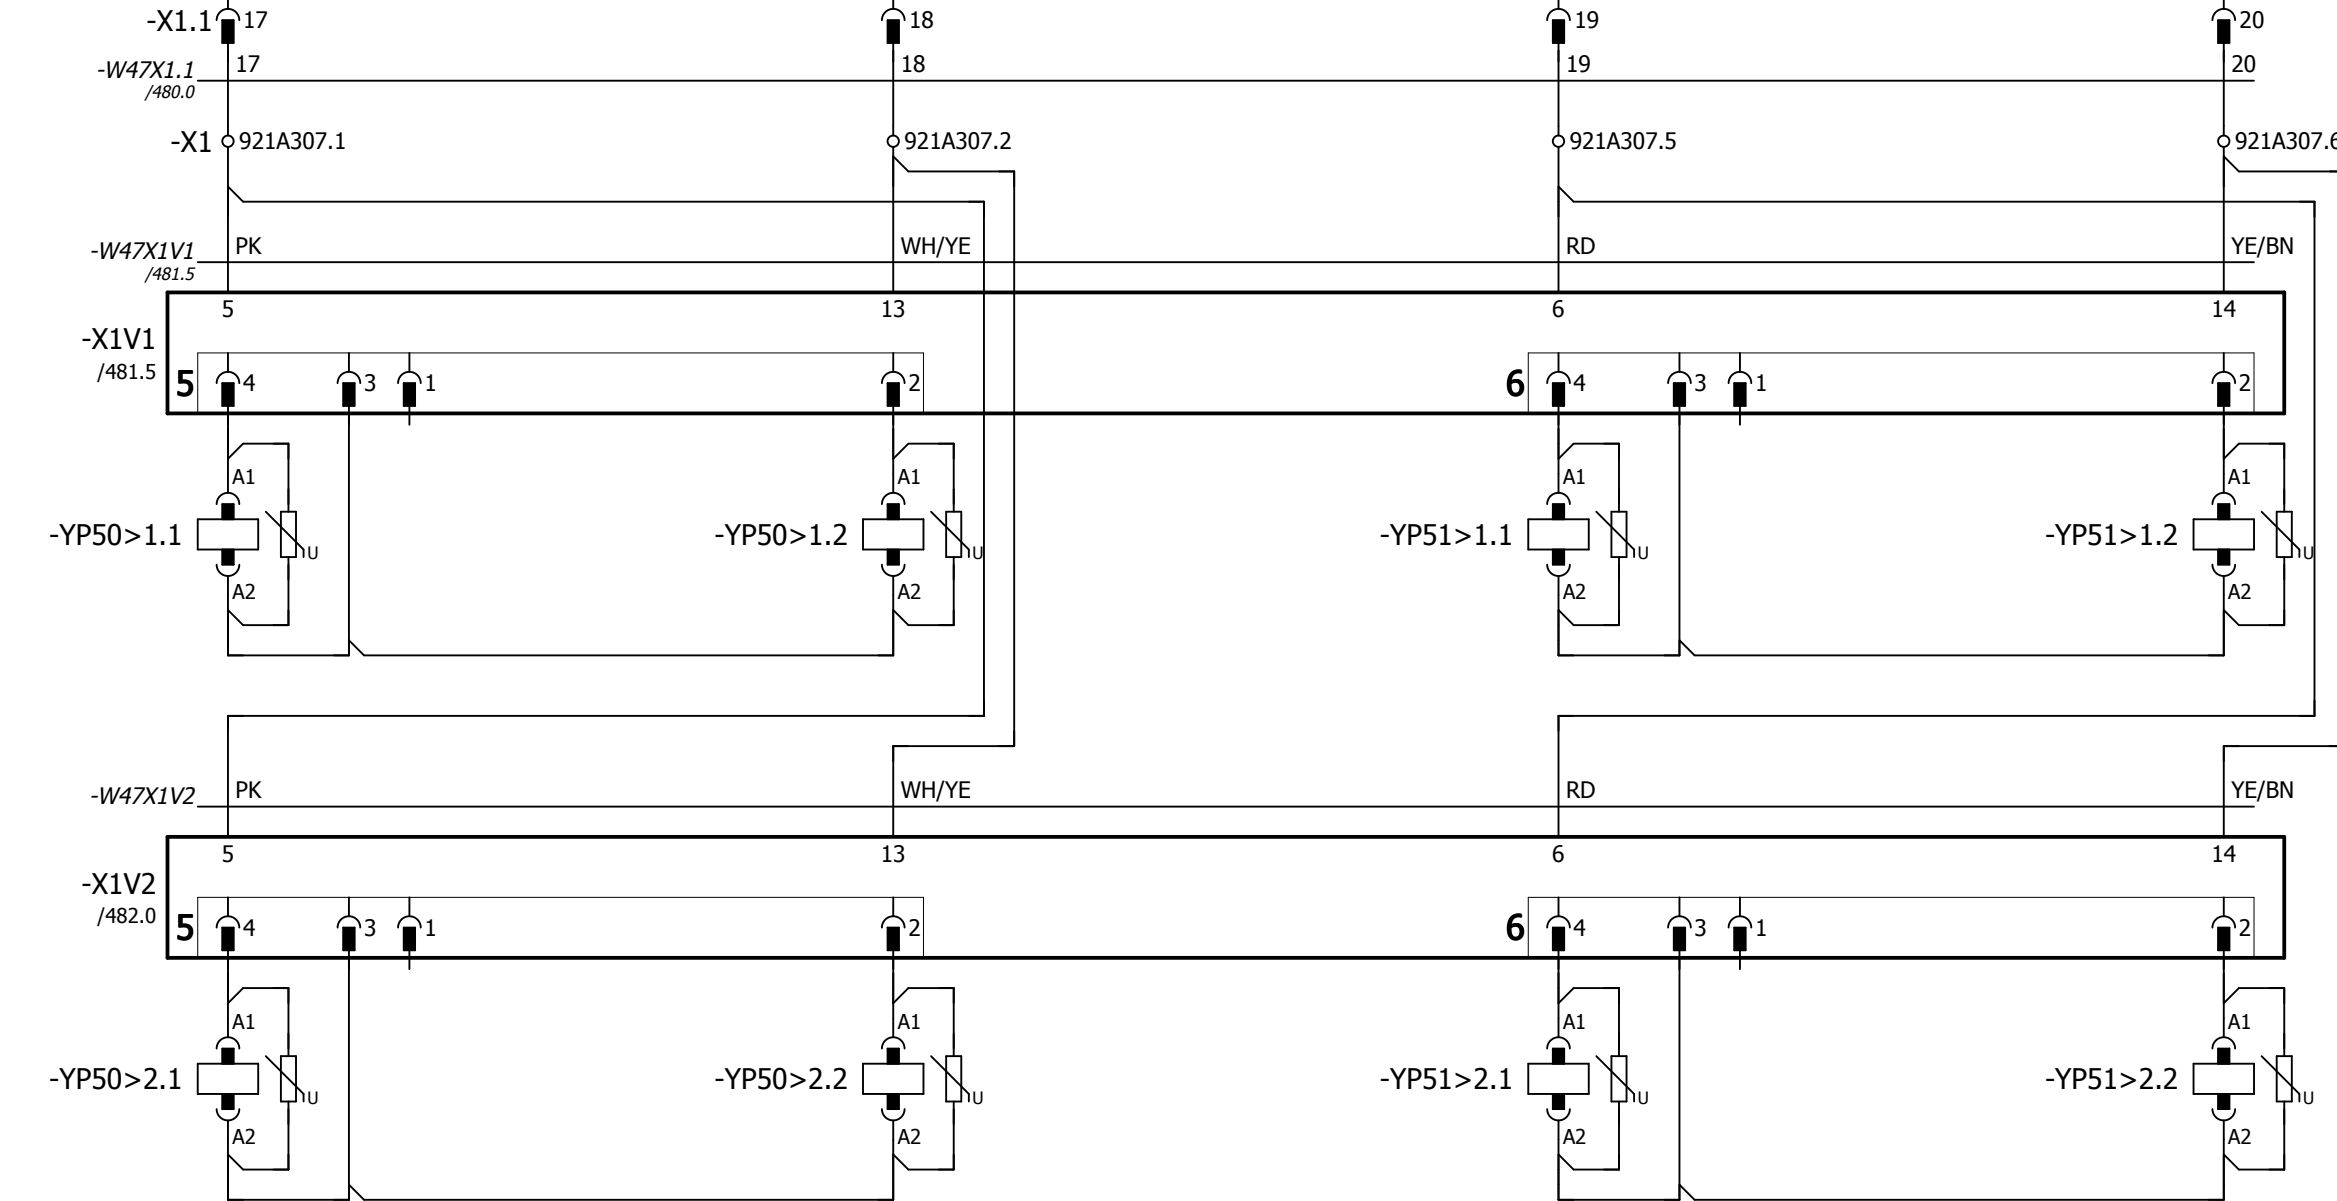 -X1.1 17 18 19 20
-W47X1.1 17 18 19 20
/480.0
-X1 921A307.1 921A307.2 921A307.5 921A307.6
-W47X1V1 PK WH/YE RD YE/BN
/481.5
5 13 6 14
-X1V1
/481.5
5 4 3 1 2 6 4 3 1 2
A1 A1 A1 A1
-YP50>1.1 U -YP50>1.2 U -YP51>1.1 U -YP51>1.2 U
A2 A2 A2 A2
-W47X1V2 PK WH/YE RD YE/BN
5 13 6 14
-X1V2
/482.0
5 4 3 1 2 6 4 3 1 2
A1 A1 A1 A1
-YP50>2.1 U -YP50>2.2 U -YP51>2.1 U -YP51>2.2 U
A2 A2 A2 A2